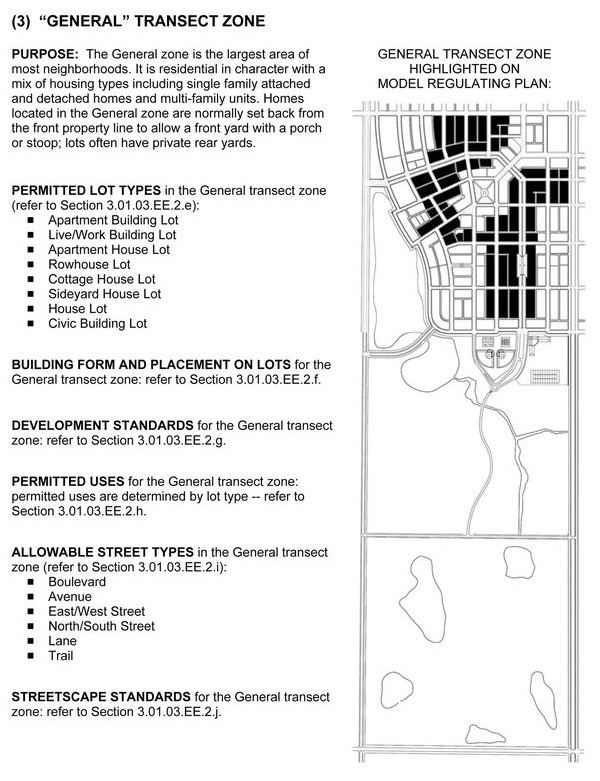 (3) “GENERAL” TRANSECT ZONE
PURPOSE: The General zone is the largest area of
most neighborhoods. It is residential in character with a
mix of housing types including single family attached
and detached homes and multi-family units. Homes
located in the General zone are normally set back from
the front property line to allow a front yard with a porch
or stoop; lots often have private rear yards.
PERMITTED LOT TYPES in the General transect zone
(refer to Section 3.01.03.EE.2.e):
■ Apartment Building Lot
■ Live/Work Building Lot
■ Apartment House Lot
■ Rowhouse Lot
■ Cottage House Lot
■ Sideyard House Lot
■ House Lot
■ Civic Building Lot
BUILDING FORM AND PLACEMENT ON LOTS for the
General transect zone: refer to Section 3.01.03.EE.2.f.
DEVELOPMENT STANDARDS for the General transect
zone: refer to Section 3.01.03.EE.2.g.
PERMITTED USES for the General transect zone:
permitted uses are determined by lot type -- refer to
Section 3.01.03.EE.2.h.
ALLOWABLE STREET TYPES in the General transect
zone (refer to Section 3.01.03.EE.2.i):
■ Boulevard
■ Avenue
■ East/West Street
■ North/South Street
■ Lane
■ Trail
STREETSCAPE STANDARDS for the General transect
zone: refer to Section 3.01.03.EE.2.j.
GENERAL TRANSECT ZONE
HIGHLIGHTED ON
MODEL REGULATING PLAN: